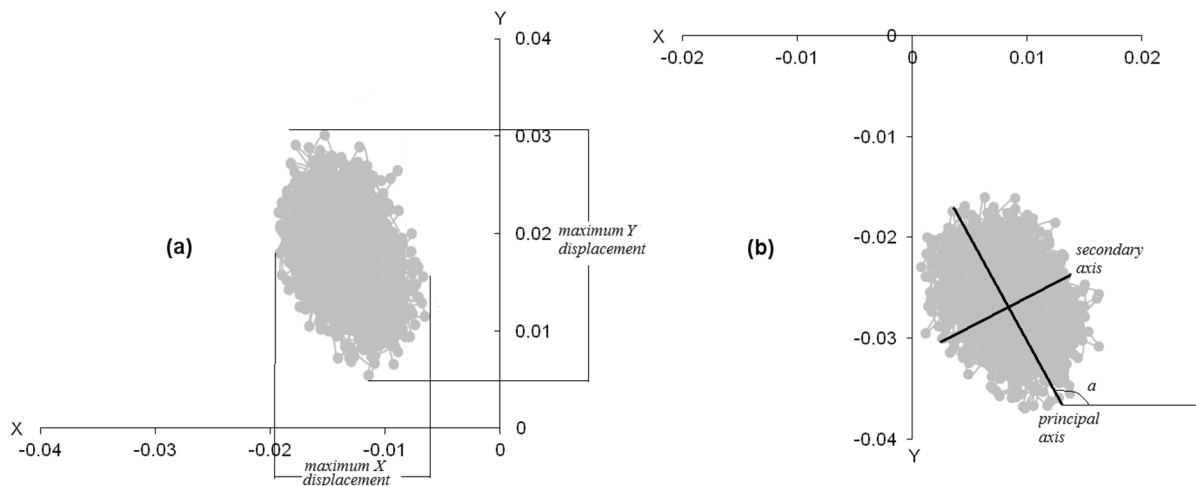 Y
0.04
0.03
maximum Y
displacement
0.02
(a)
0.01
X
0
-0.04
-0.03
-0.02
-0.01
0
maximum X
displacement
X
0
-0.02
-0.01
0
0.01
0.02
-0.01
-0.02
(b)
secondary
axis
-0.03
a
principal
axis
-0.04
Y